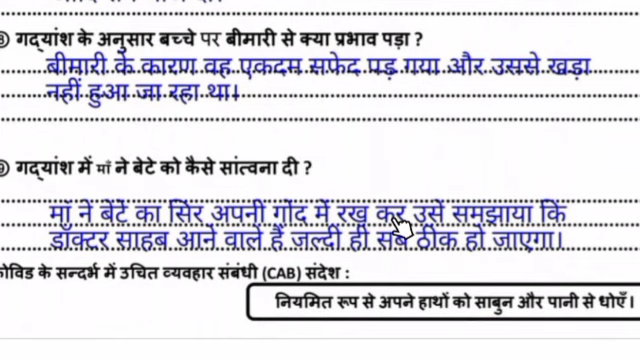 8) गद्यांश के अनुसार बच्चे पर बीमारी से क्या प्रभाव पड़ा ?
बीमारी के कारण वह एकदम सफेद पड़ गया और उससे खड़ा
नहीं हुआ जा रहा था।
9) गद्यांश में माँ ने बेटे को कैसे सांत्वना दी ?
माँ ने बेटे का सिर अपनी गोद में रख कर उसे समझाया कि
डॉक्टर साहब आने वाले हैं जल्दी ही सब ठीक हो जाएगा।
कोविड के सन्दर्भ में उचित व्यवहार संबंधी (CAB) संदेश :
नियमित रूप से अपने हाथों को साबुन और पानी से धोएँ।